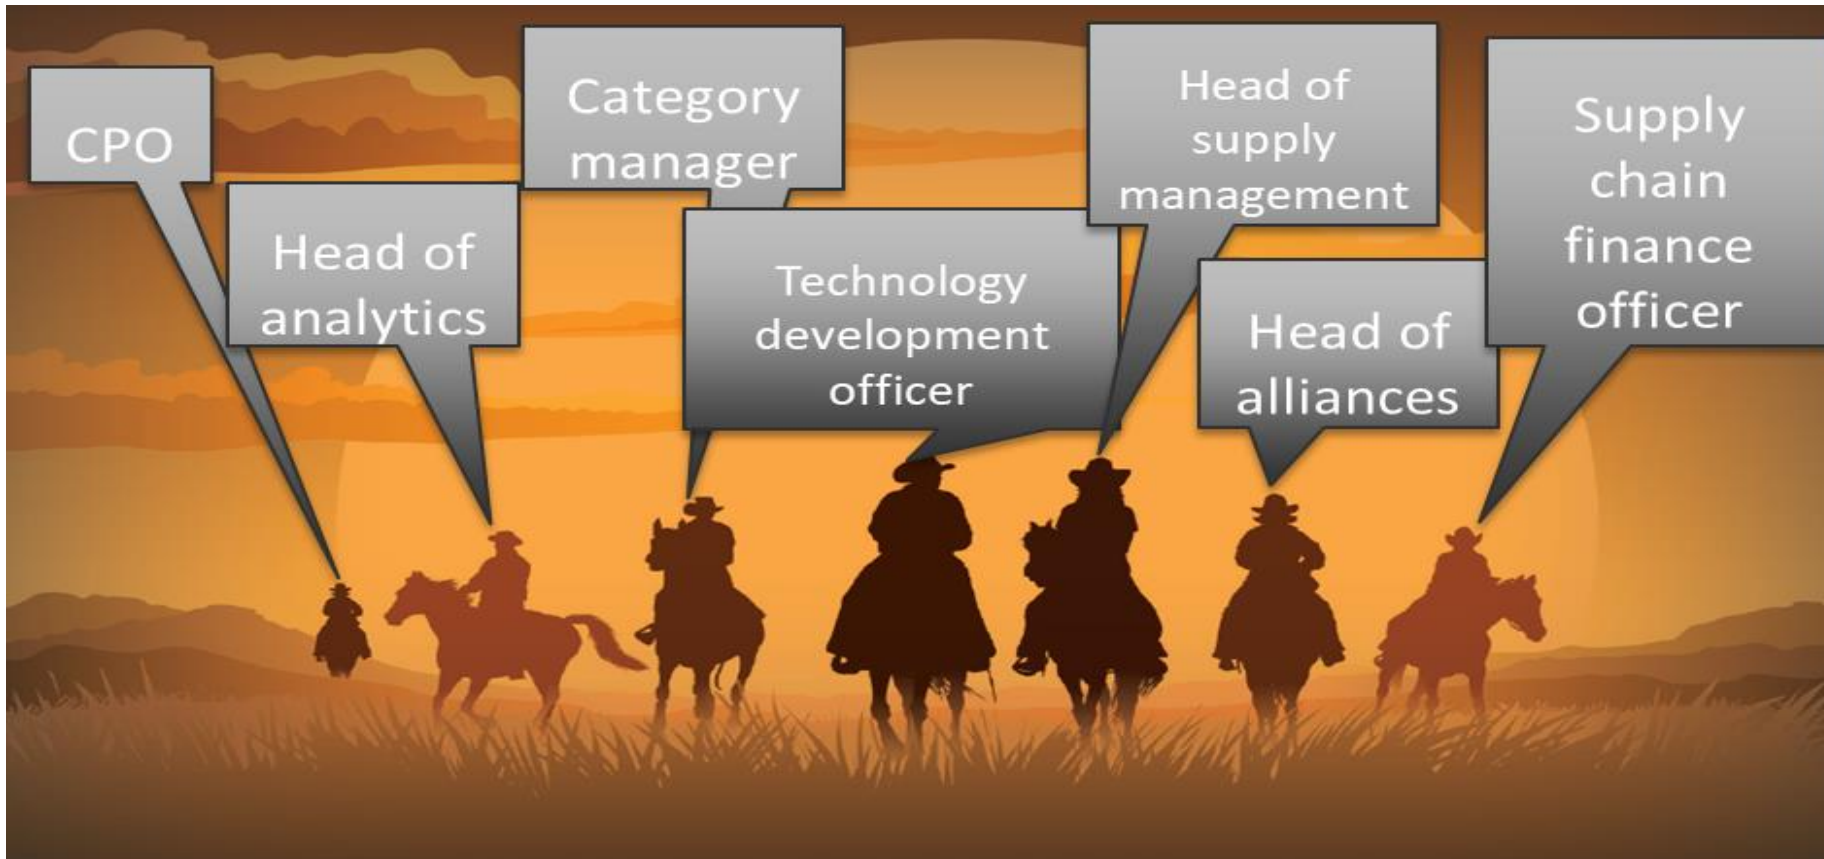 CPO
Head of
analytics
Category
manager
Technology
development
officer
Head of
supply
management
Head of
alliances
Supply
chain
finance
officer